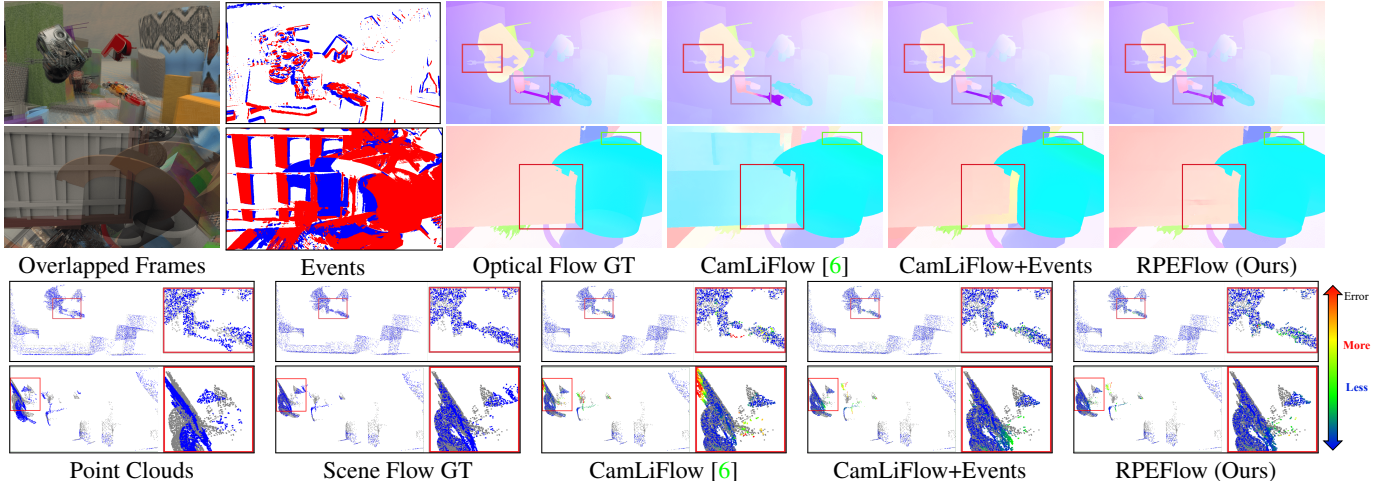 Overlapped Frames
Events
Optical Flow GT
CamLiFlow [6]
CamLiFlow+Events
RPEFlow (Ours)
Error
More
Less
Point Clouds
Scene Flow GT
CamLiFlow [6]
CamLiFlow+Events
RPEFlow (Ours)